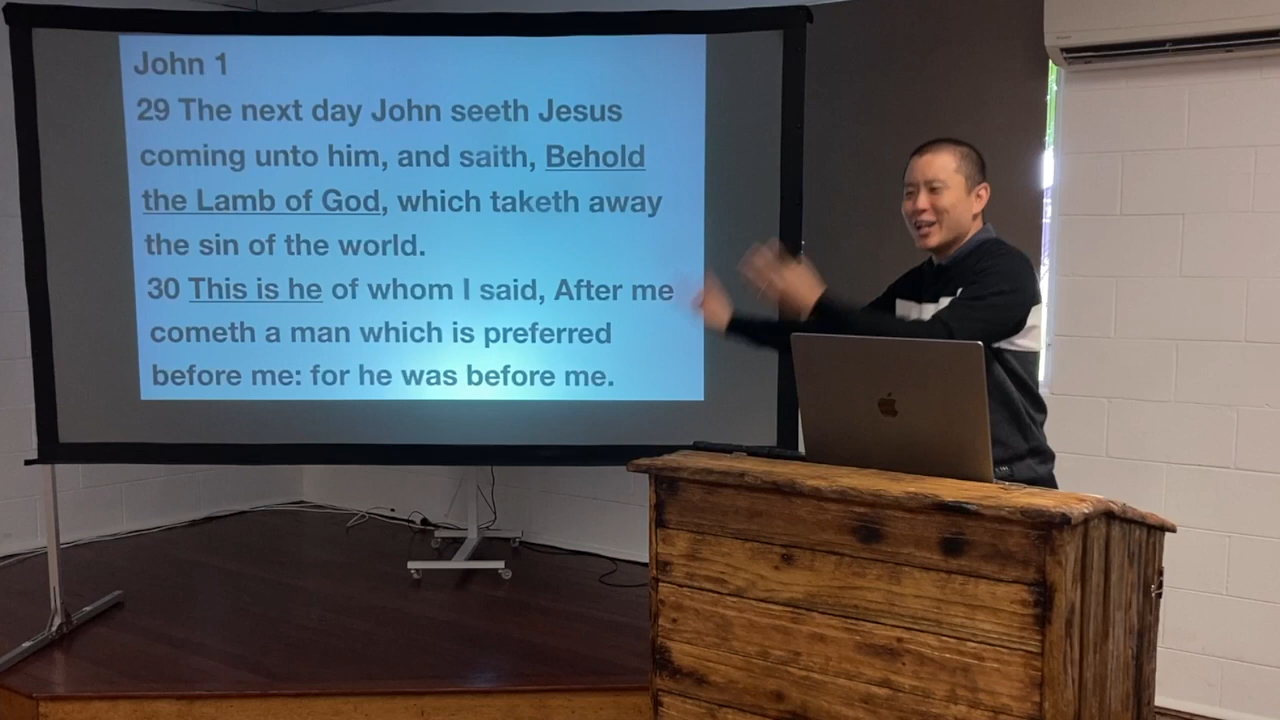 John 1
29 The next day John seeth Jesus
coming unto him, and saith, Behold
the Lamb of God, which taketh away
the sin of the world.
30 This is he of whom I said, After me
cometh a man which is preferred
before me: for he was before me.